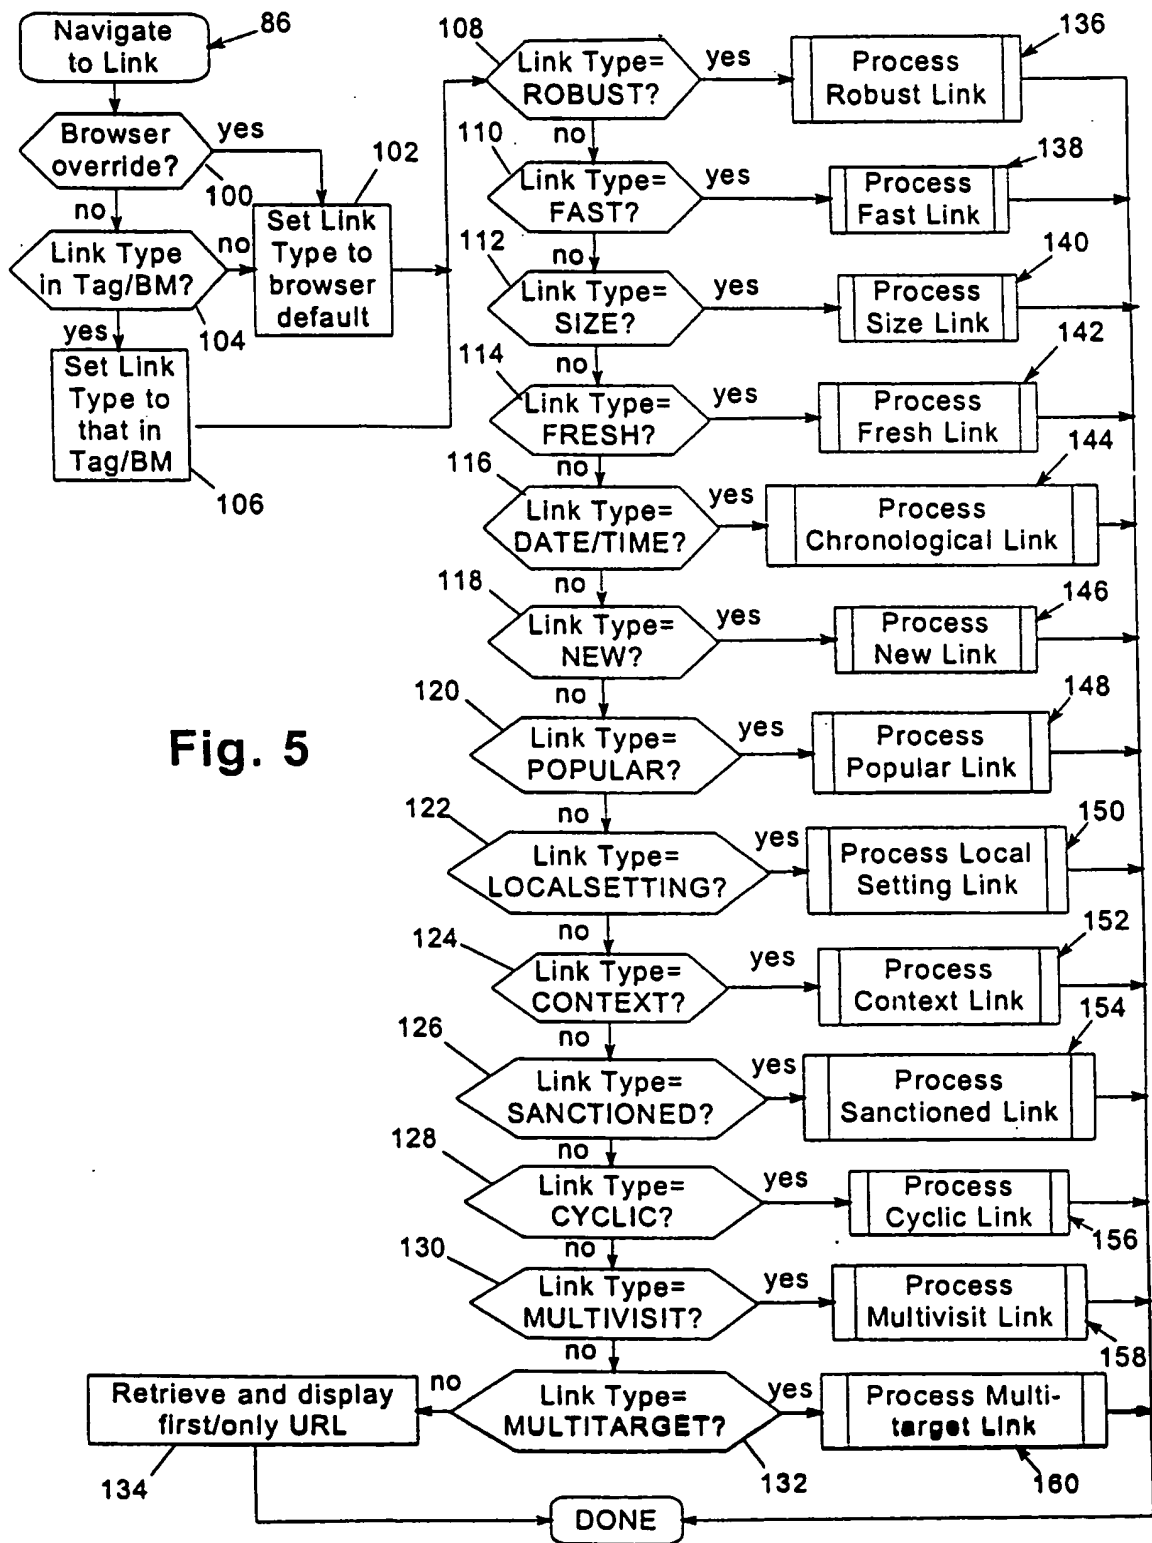 Navigate
to Link
86
Browser
override?
yes
100
no
102
Link Type
in Tag/BM?
no
104
yes
Set Link
Type to
browser
default
Set Link
Type to
that in
Tag/BM
106
Fig. 5
108
Link Type=
ROBUST?
yes
Process
Robust Link
136
no
110
Link Type=
FAST?
yes
Process
Fast Link
138
no
112
Link Type=
SIZE?
yes
Process
Size Link
140
no
114
Link Type=
FRESH?
yes
Process
Fresh Link
142
no
116
Link Type=
DATE/TIME?
yes
Process
Chronological Link
144
no
118
Link Type=
NEW?
yes
Process
New Link
146
no
120
Link Type=
POPULAR?
yes
Process
Popular Link
148
no
122
Link Type=
LOCALSETTING?
yes
Process Local
Setting Link
150
no
124
Link Type=
CONTEXT?
yes
Process
Context Link
152
no
126
Link Type=
SANCTIONED?
yes
Process
Sanctioned Link
154
no
128
Link Type=
CYCLIC?
yes
Process
Cyclic Link
156
no
130
Link Type=
MULTIVISIT?
yes
Process
Multivisit Link
158
no
Link Type=
MULTITARGET?
132
yes
Process Multi-
target Link
160
no
Retrieve and display
first/only URL
134
DONE